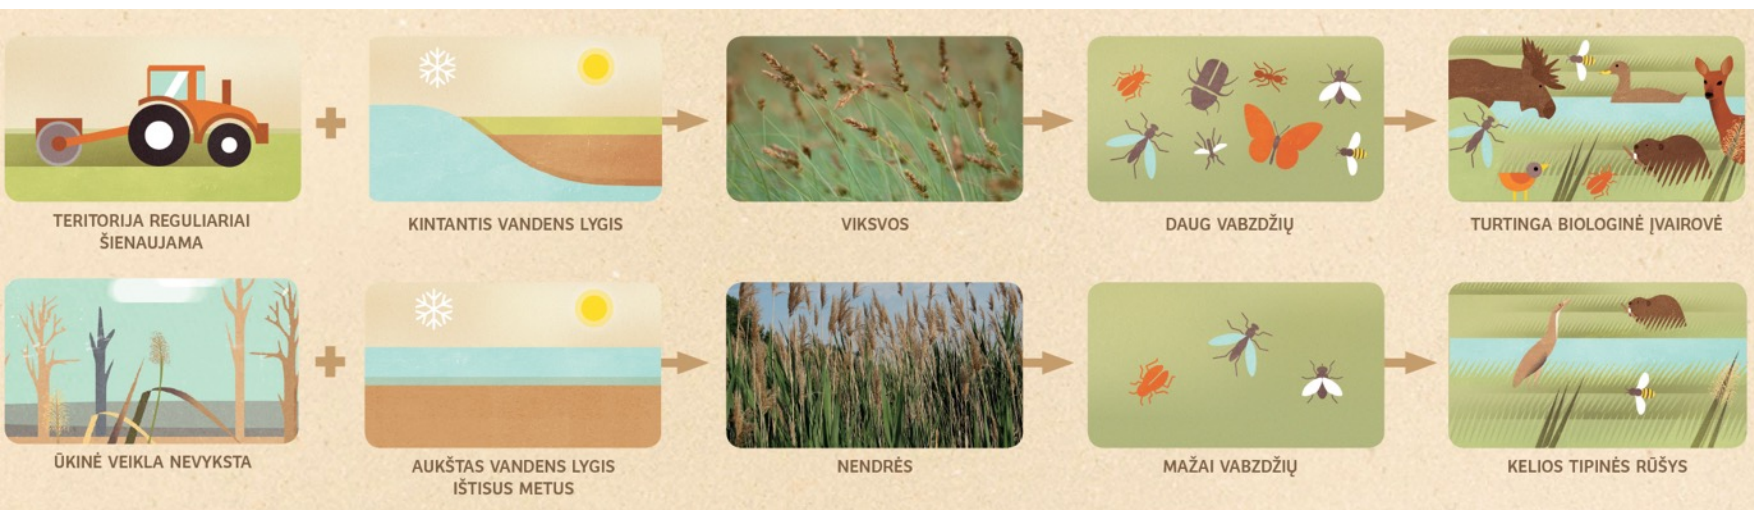 TERITORIJA REGULIARIAI
ŠIENAUJAMA
KINTANTIS VANDENS LYGIS
VIKSVOS
DAUG VABZDŽIŲ
TURTINGA BIOLOGINĖ ĮVAIROVĖ
ŪKINĖ VEIKLA NEVYKSTA
AUKŠTAS VANDENS LYGIS
IŠTISUS METUS
NENDRĖS
MAŽAI VABZDŽIŲ
KELIOS TIPINĖS RŪŠYS